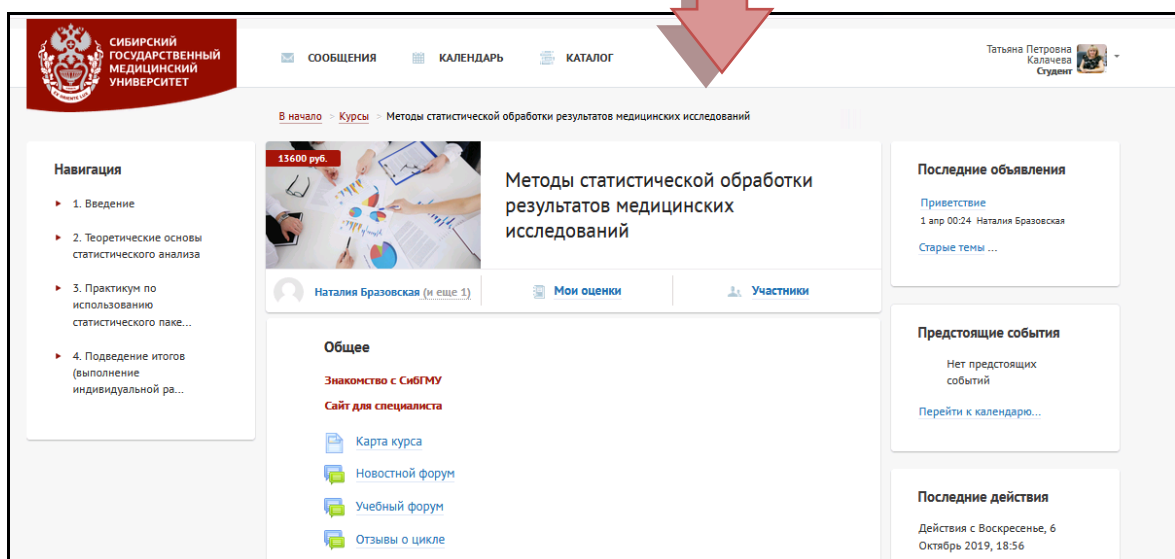 СИБИРСКИЙ
ГОСУДАРСТВЕННЫЙ
МЕДИЦИНСКИЙ
УНИВЕРСИТЕТ
СООБЩЕНИЯ
КАЛЕНДАРЬ
КАТАЛОГ
Татьяна Петровна
Калачева
Студент
В начало > Курсы > Методы статистической обработки результатов медицинских исследований
Навигация
1. Введение
2. Теоретические основы
статистического анализа
3. Практикум по
использованию
статистического паке...
4. Подведение итогов
(выполнение
индивидуальной ра...
13600 руб.
Методы статистической обработки
результатов медицинских
исследований
Наталия Бразовская (и еще 1)
Мои оценки
Участники
Общее
Знакомство с СибГМУ
Сайт для специалиста
Карта курса
Новостной форум
Учебный форум
Отзывы о цикле
Последние объявления
Приветствие
1 апр 00:24 Наталия Бразовская
Старые темы ...
Предстоящие события
Нет предстоящих
событий
Перейти к календарю...
Последние действия
Действия с Воскресенье, 6
Октябрь 2019, 18:56